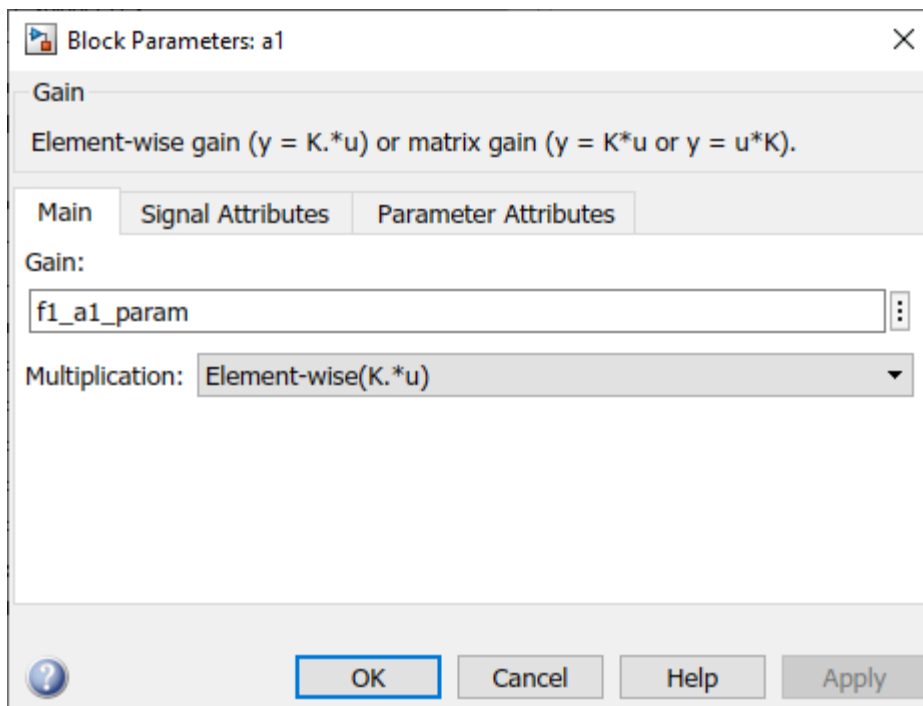 Block Parameters: a1
Gain
Element-wise gain (y = K.*u) or matrix gain (y = K*u or y = u*K).
Main Signal Attributes Parameter Attributes
Gain:
f1_a1_param
Multiplication: Element-wise(K.*u)
OK Cancel Help Apply